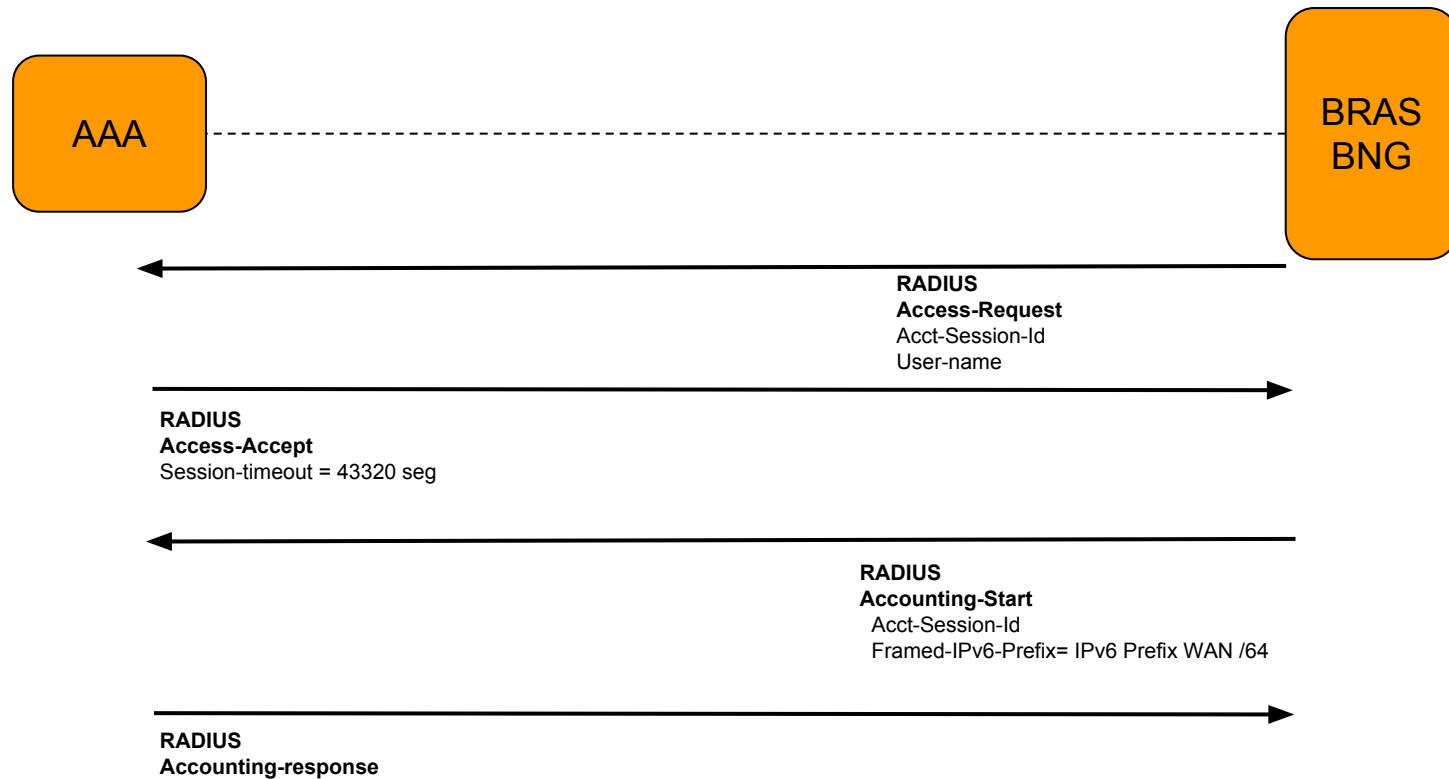 AAA
BRAS
BNG
RADIUS
Access-Request
Acct-Session-Id
User-name
RADIUS
Access-Accept
Session-timeout = 43320 seg
RADIUS
Accounting-Start
Acct-Session-Id
Framed-IPv6-Prefix= IPv6 Prefix WAN /64
RADIUS
Accounting-response